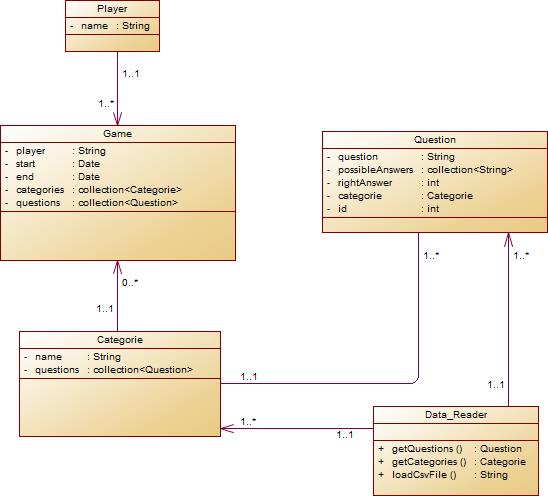 Player
- name : String
1..1
1..*
Game
- player : String
- start : Date
- end : Date
- categories : collection<Categorie>
- questions : collection<Question>
Question
- question : String
- possibleAnswers : collection<String>
- rightAnswer : int
- categorie : Categorie
- id : int
0..*
1..1
1..*
1..*
Categorie
- name : String
- questions : collection<Question>
1..1
1..1
1..*
1..1
Data_Reader
+ getQuestions () : Question
+ getCategories () : Categorie
+ loadCsvFile () : String